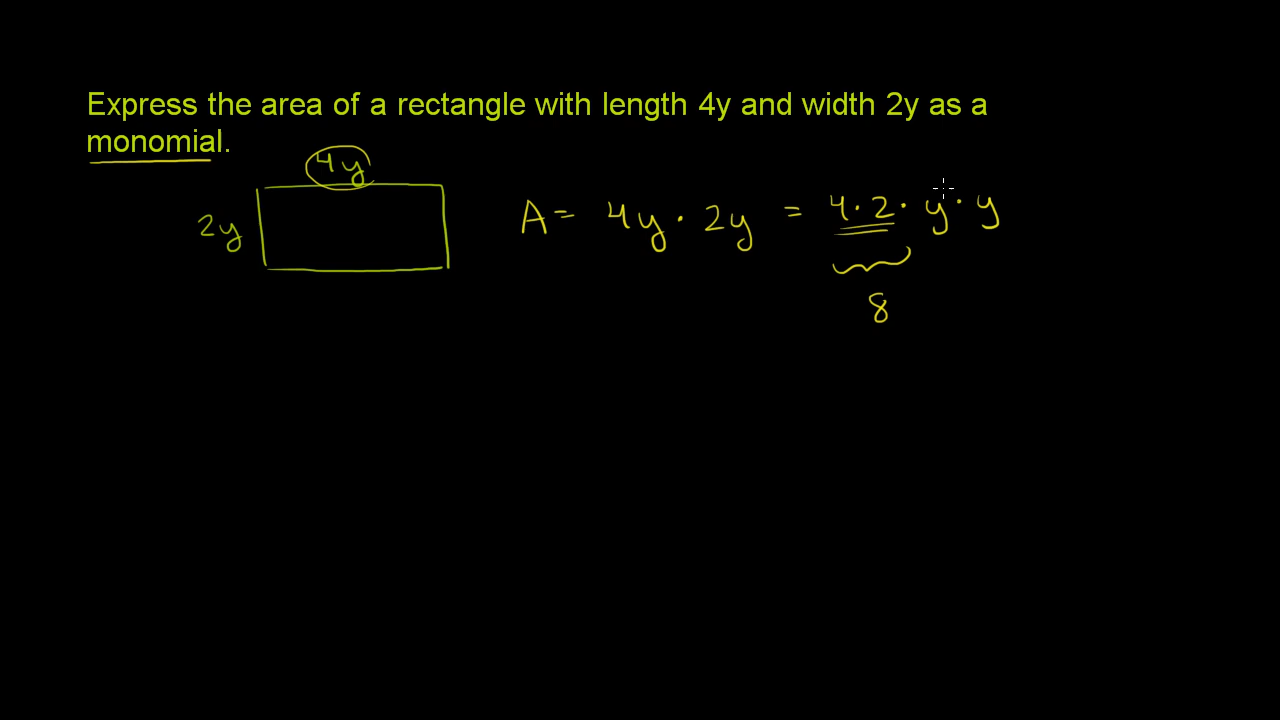 Express the area of a rectangle with length 4y and width 2y as a
monomial.
4y
2y
A = 4y · 2y = 4 · 2 · y · y
8